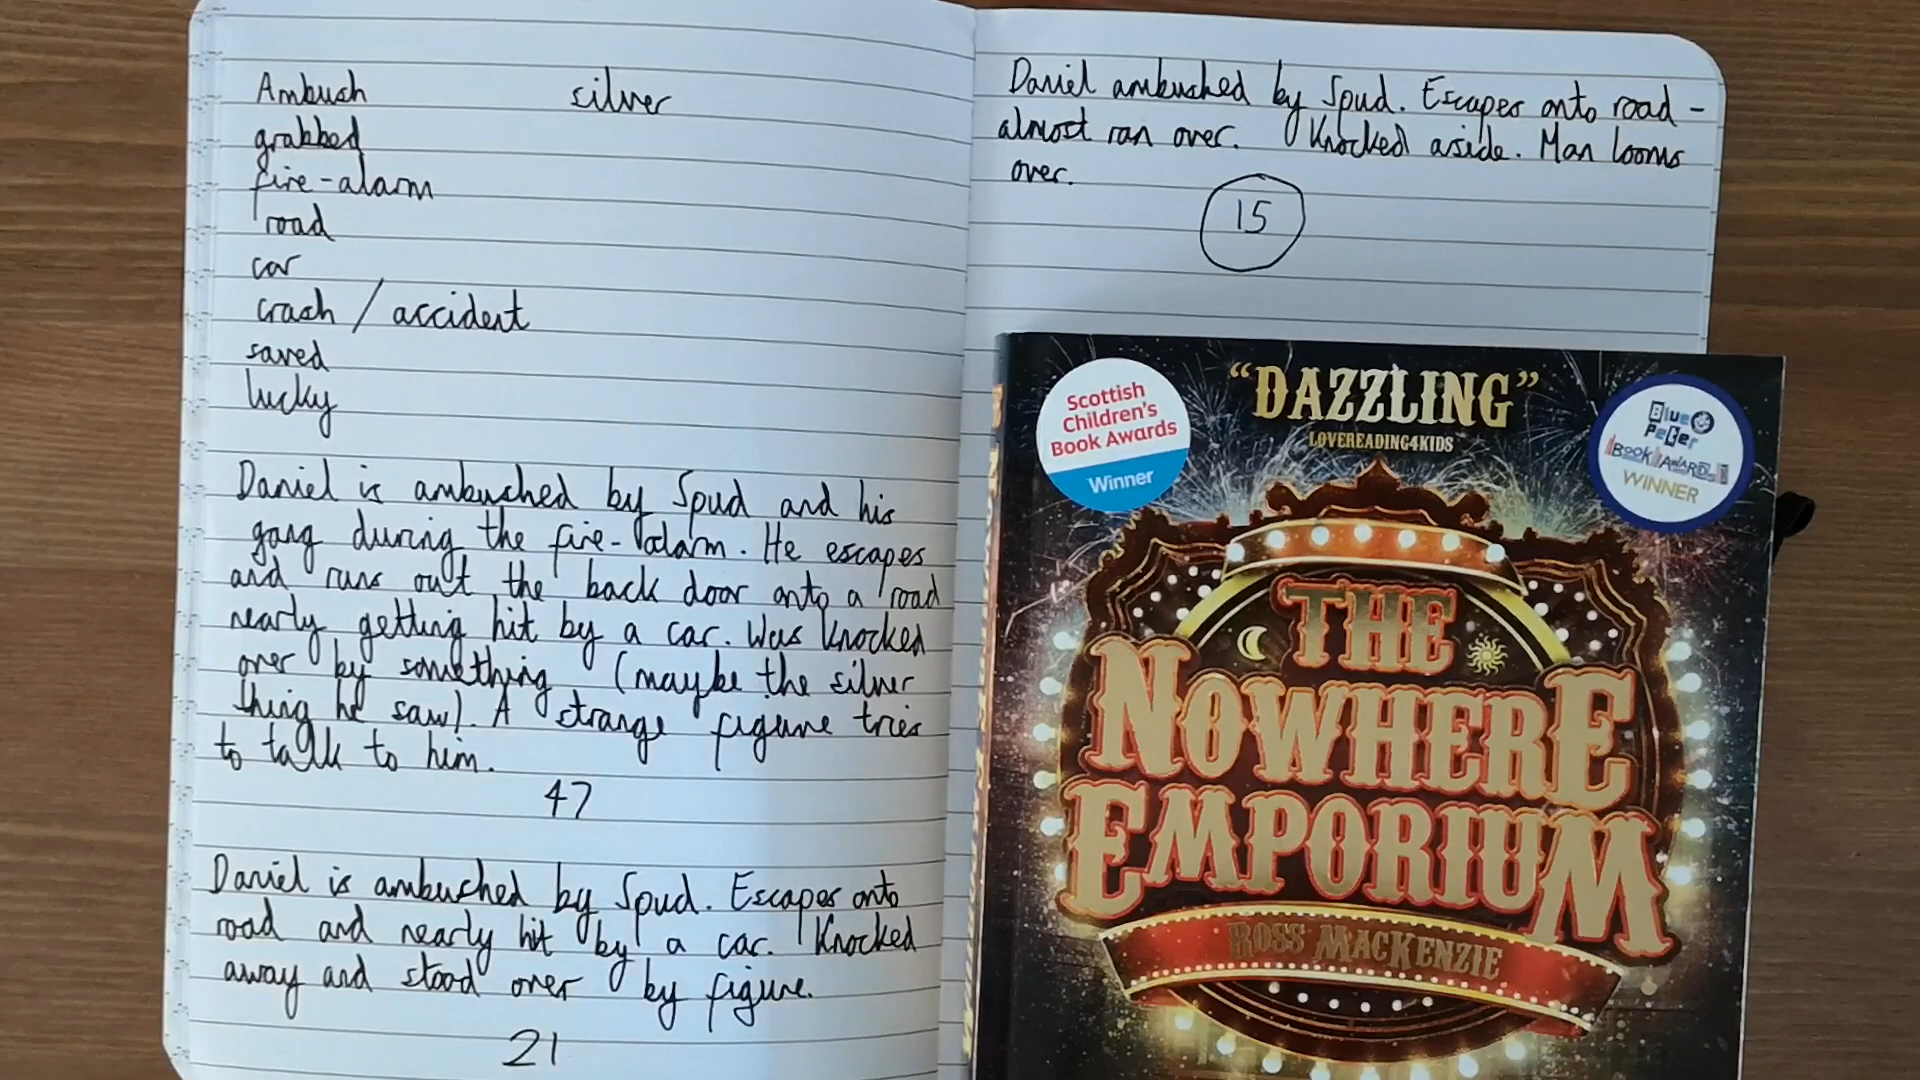 Ambush silver
grabbed
fire-alarm
road
car
crash / accident
saved
lucky
Daniel is ambushed by Spud and his
gang during the fire-alarm. He escapes
and runs out the back door onto a road
nearly getting hit by a car. Was knocked
over by something (maybe the silver
thing he saw). A strange figure tries
to talk to him.
47
Daniel is ambushed by Spud. Escapes onto
road and nearly hit by a car. Knocked
away and stood over by figure.
21
Daniel ambushed by Spud. Escapes onto road -
almost ran over. Knocked aside. Man looms
over.
15
Scottish
Children's
Book Awards
Winner
"DAZZLING"
LOVEREADING4KIDS
Blue
Peter
BOOK AWARDS
WINNER
THE
NOWHERE
EMPORIUM
ROSS MACKENZIE